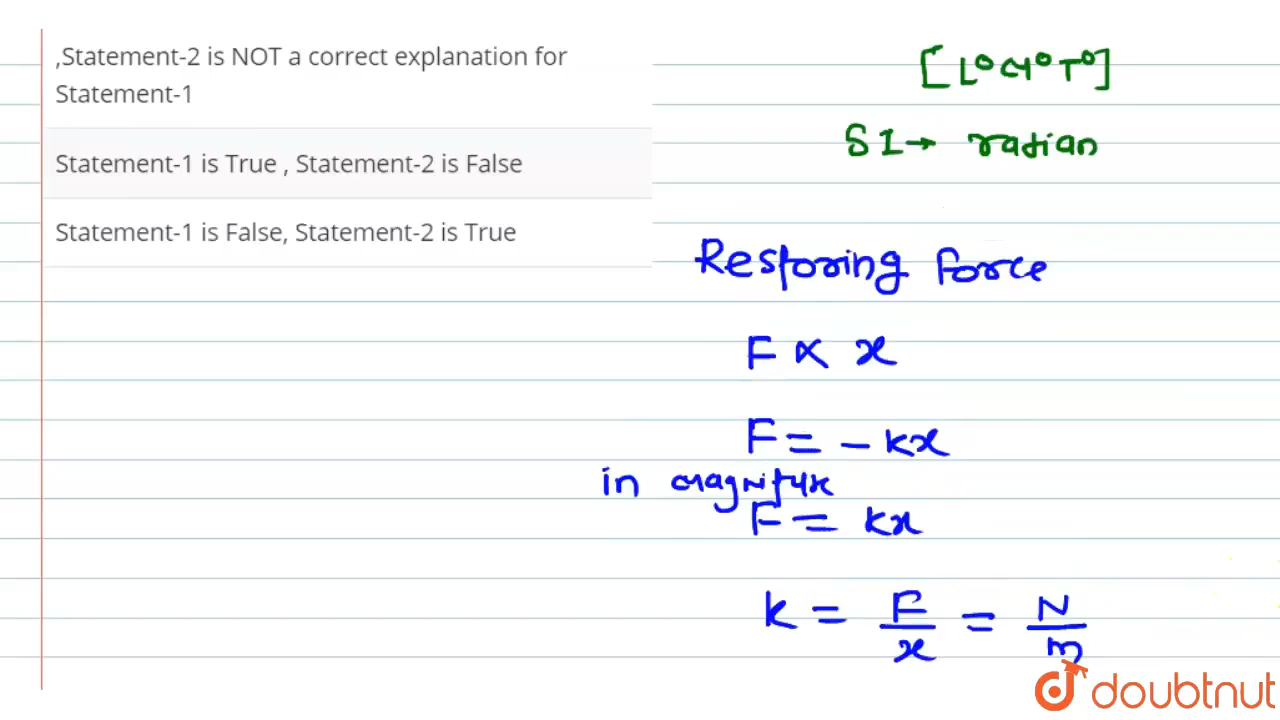 ,Statement-2 is NOT a correct explanation for
Statement-1
Statement-1 is True , Statement-2 is False
Statement-1 is False, Statement-2 is True
[L⁰M⁰T⁰]
SI → radian
Restoring force
F ∝ x
F = - kx
in magnitude
F = kx
k = F/x = N/m
doubtnut